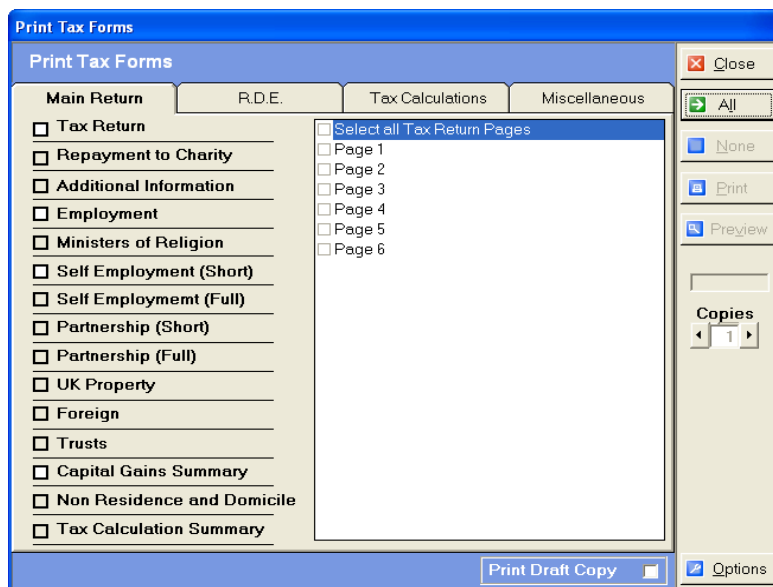 Print Tax Forms
Print Tax Forms
Main Return
R.D.E.
Tax Calculations
Miscellaneous
Tax Return
Repayment to Charity
Additional Information
Employment
Ministers of Religion
Self Employment (Short)
Self Employmemt (Full)
Partnership (Short)
Partnership (Full)
UK Property
Foreign
Trusts
Capital Gains Summary
Non Residence and Domicile
Tax Calculation Summary
Select all Tax Return Pages
Page 1
Page 2
Page 3
Page 4
Page 5
Page 6
Close
All
None
Print
Preview
Copies
1
Print Draft Copy
Options